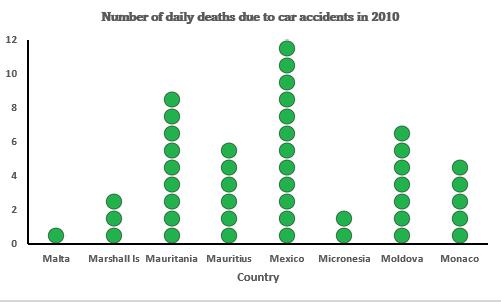 Number of daily deaths due to car accidents in 2010
12
10
8
6
4
2
0
Malta Marshall Is Mauritania Mauritius Mexico Micronesia Moldova Monaco
Country